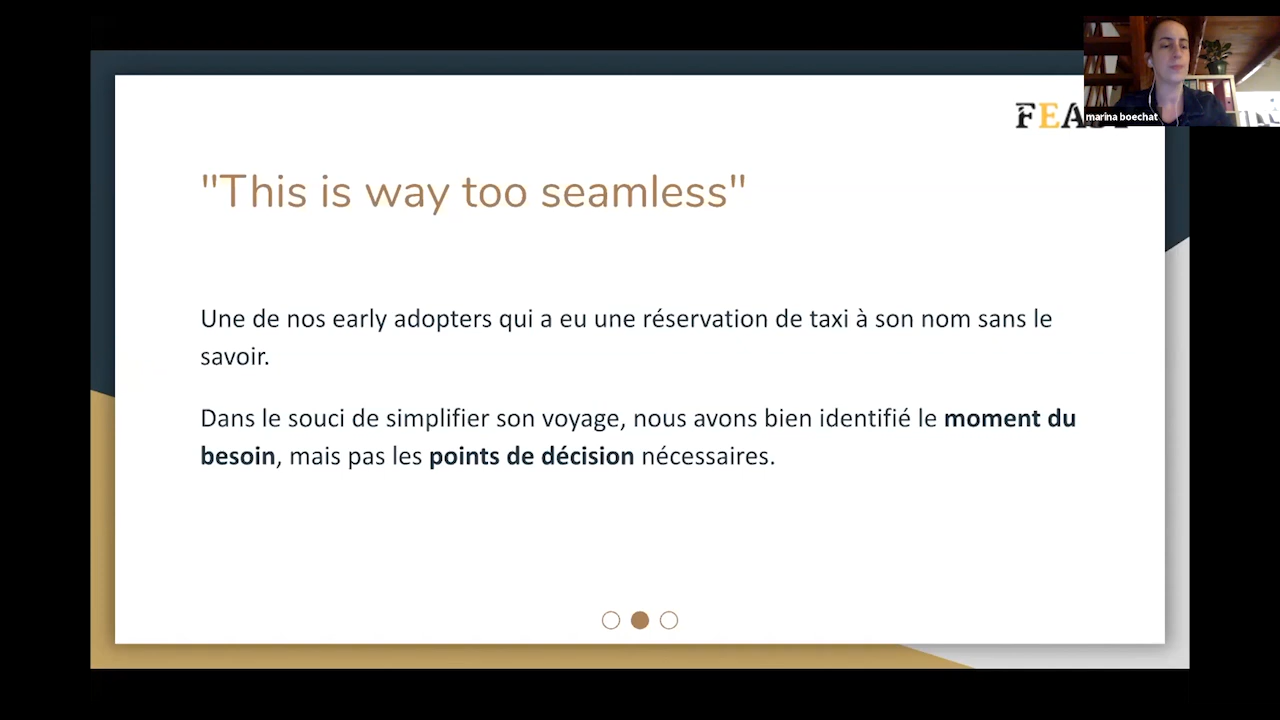 marina boechat
"This is way too seamless"
Une de nos early adopters qui a eu une réservation de taxi à son nom sans le
savoir.
Dans le souci de simplifier son voyage, nous avons bien identifié le moment du
besoin, mais pas les points de décision nécessaires.